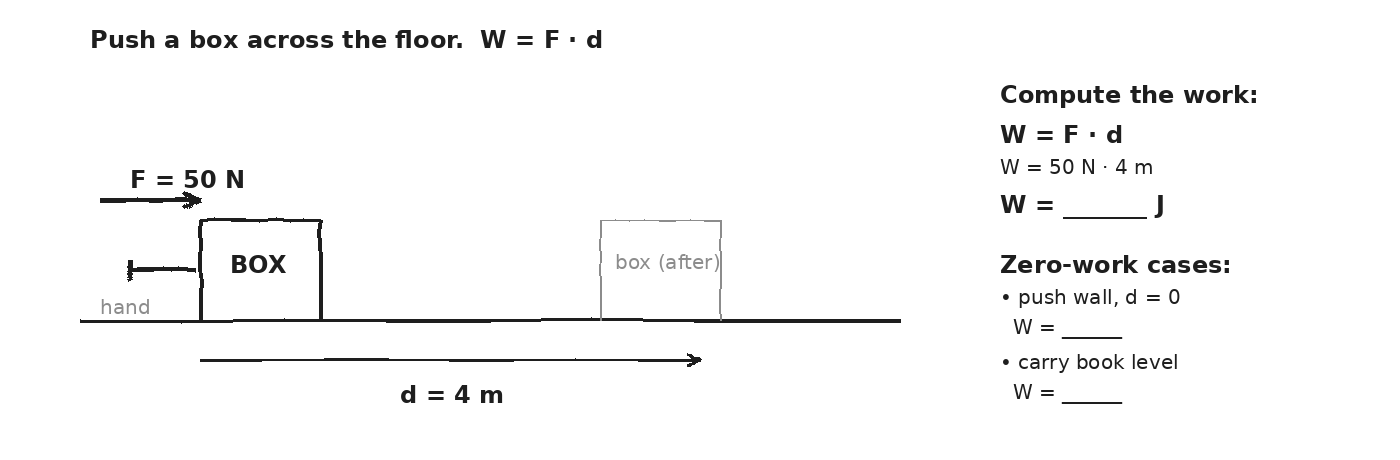 Push a box across the floor.  W = F · d
F = 50 N
BOX
box (after)
hand
d = 4 m
Compute the work:
W = F · d
W = 50 N · 4 m
W = _______ J
Zero-work cases:
• push wall, d = 0
W = ______
• carry book level
W = ______